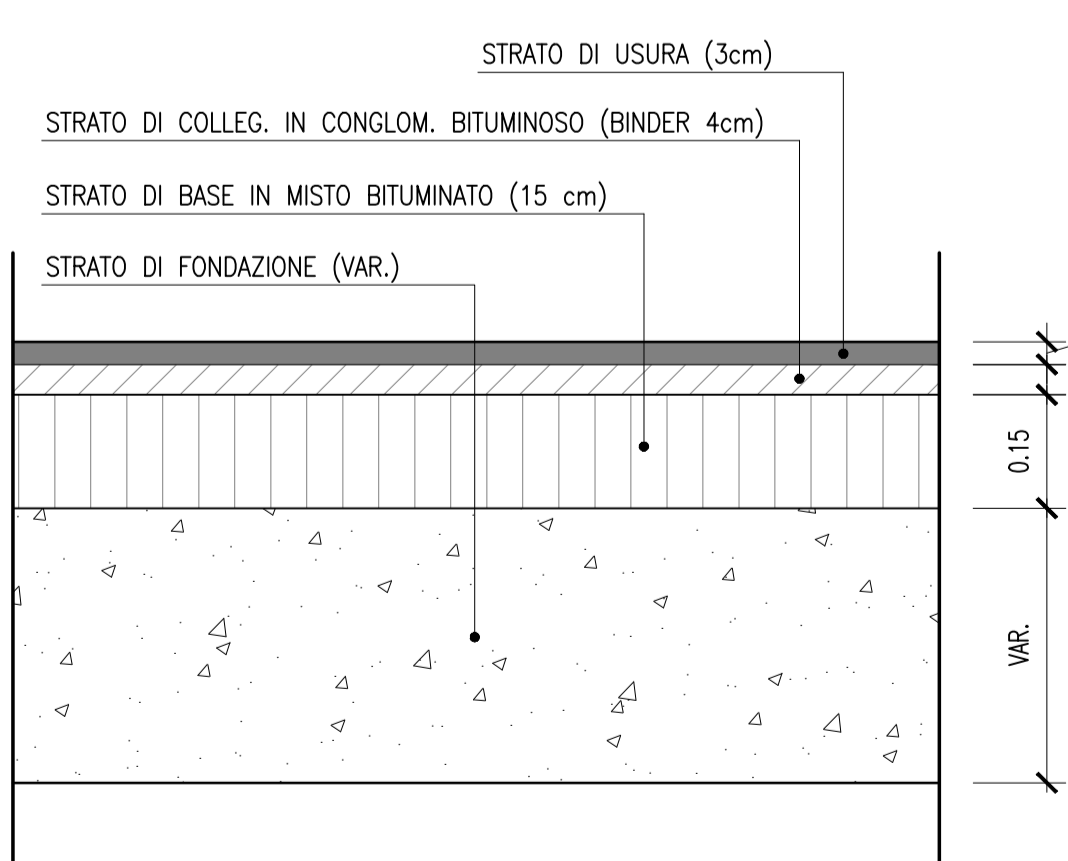 STRATO DI USURA (3cm)
STRATO DI COLLEG. IN CONGLOM. BITUMINOSO (BINDER 4cm)
STRATO DI BASE IN MISTO BITUMINATO (15 cm)
STRATO DI FONDAZIONE (VAR.)
0.15
VAR.